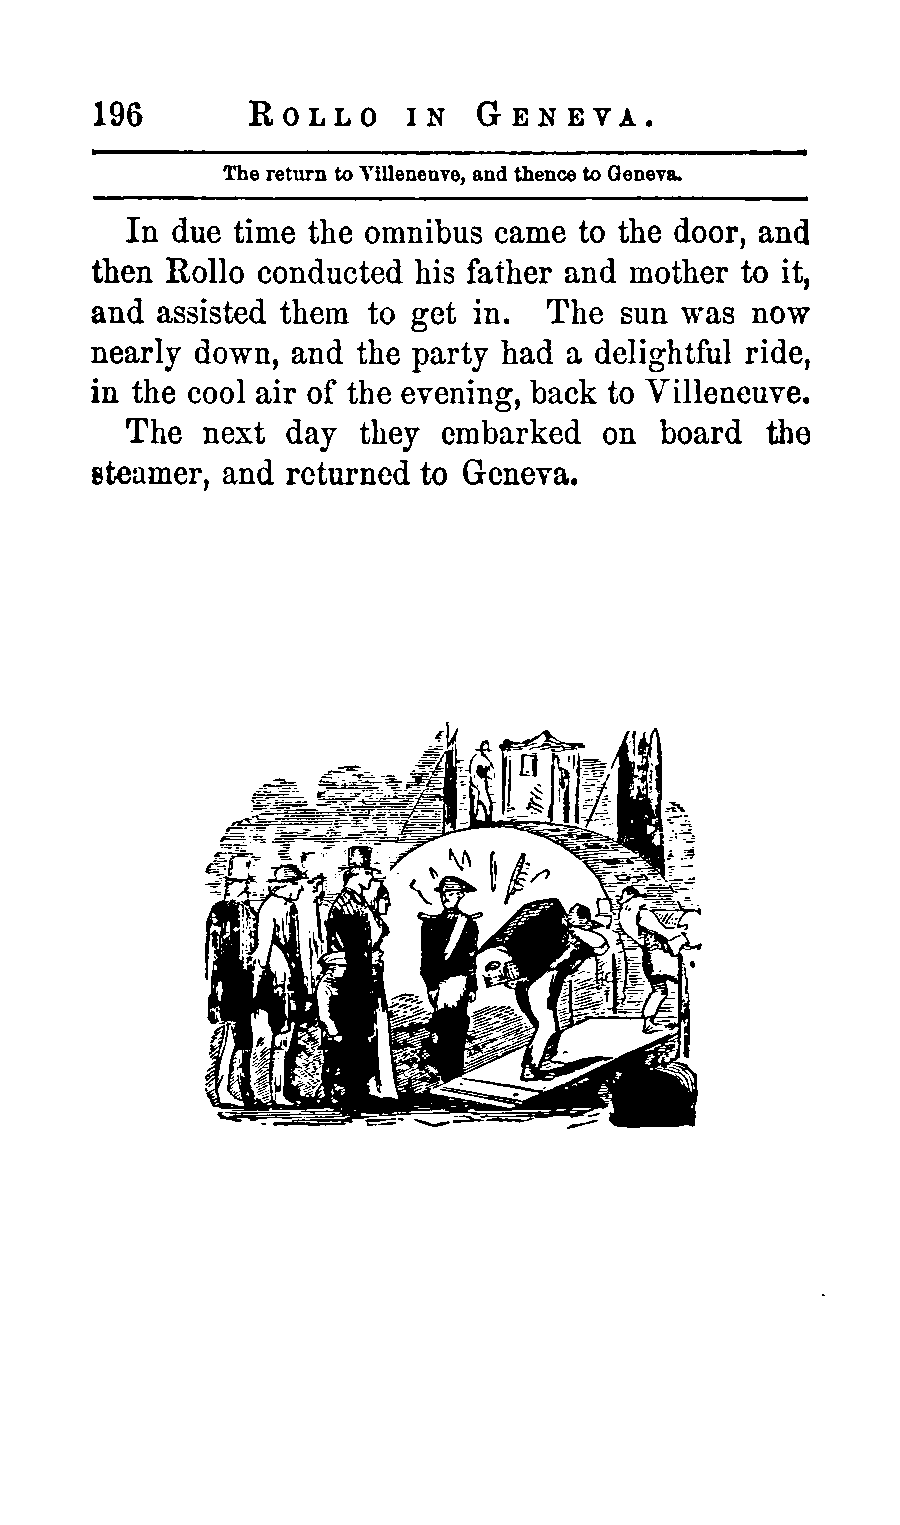 196 ROLLO IN GENEVA.
The return to Villeneuve, and thence to Geneva.
In due time the omnibus came to the door, and
then Rollo conducted his father and mother to it,
and assisted them to get in. The sun was now
nearly down, and the party had a delightful ride,
in the cool air of the evening, back to Villeneuve.
The next day they embarked on board the
steamer, and returned to Geneva.